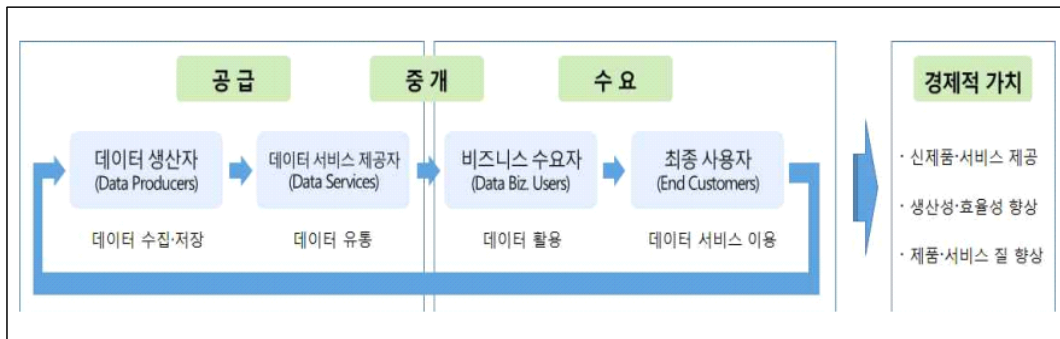 공 급
중 개
수 요
경제적 가치
데이터 생산자
(Data Producers)
데이터 서비스 제공자
(Data Services)
비즈니스 수요자
(Data Biz. Users)
최종 사용자
(End Customers)
데이터 수집·저장
데이터 유통
데이터 활용
데이터 서비스 이용
· 신제품·서비스 제공
· 생산성·효율성 향상
· 제품·서비스 질 향상